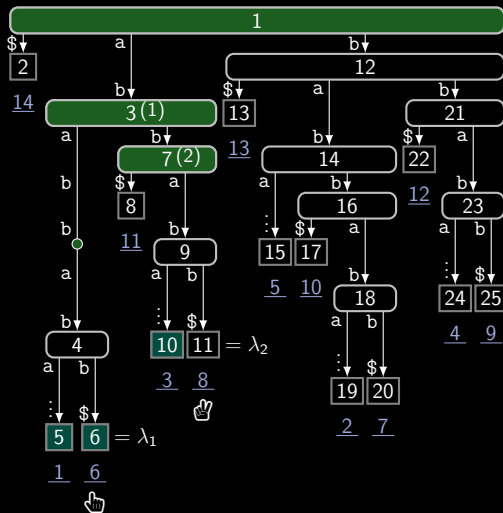 1
$ a b
2 12
14 b $ a b
3 (1) 13 21
a b 13 14 $
7 (2) a b 22
b $ a 16 12 23
8 ⋮ $ a ⋮ $
b 11 9 15 17 24 25
a a b 5 10 18 4 9
b ⋮ $ a b
4 10 11 = λ₂ ⋮ $
a b 3 8 19 20
⋮ $ 2 7
5 6 = λ₁
1 6